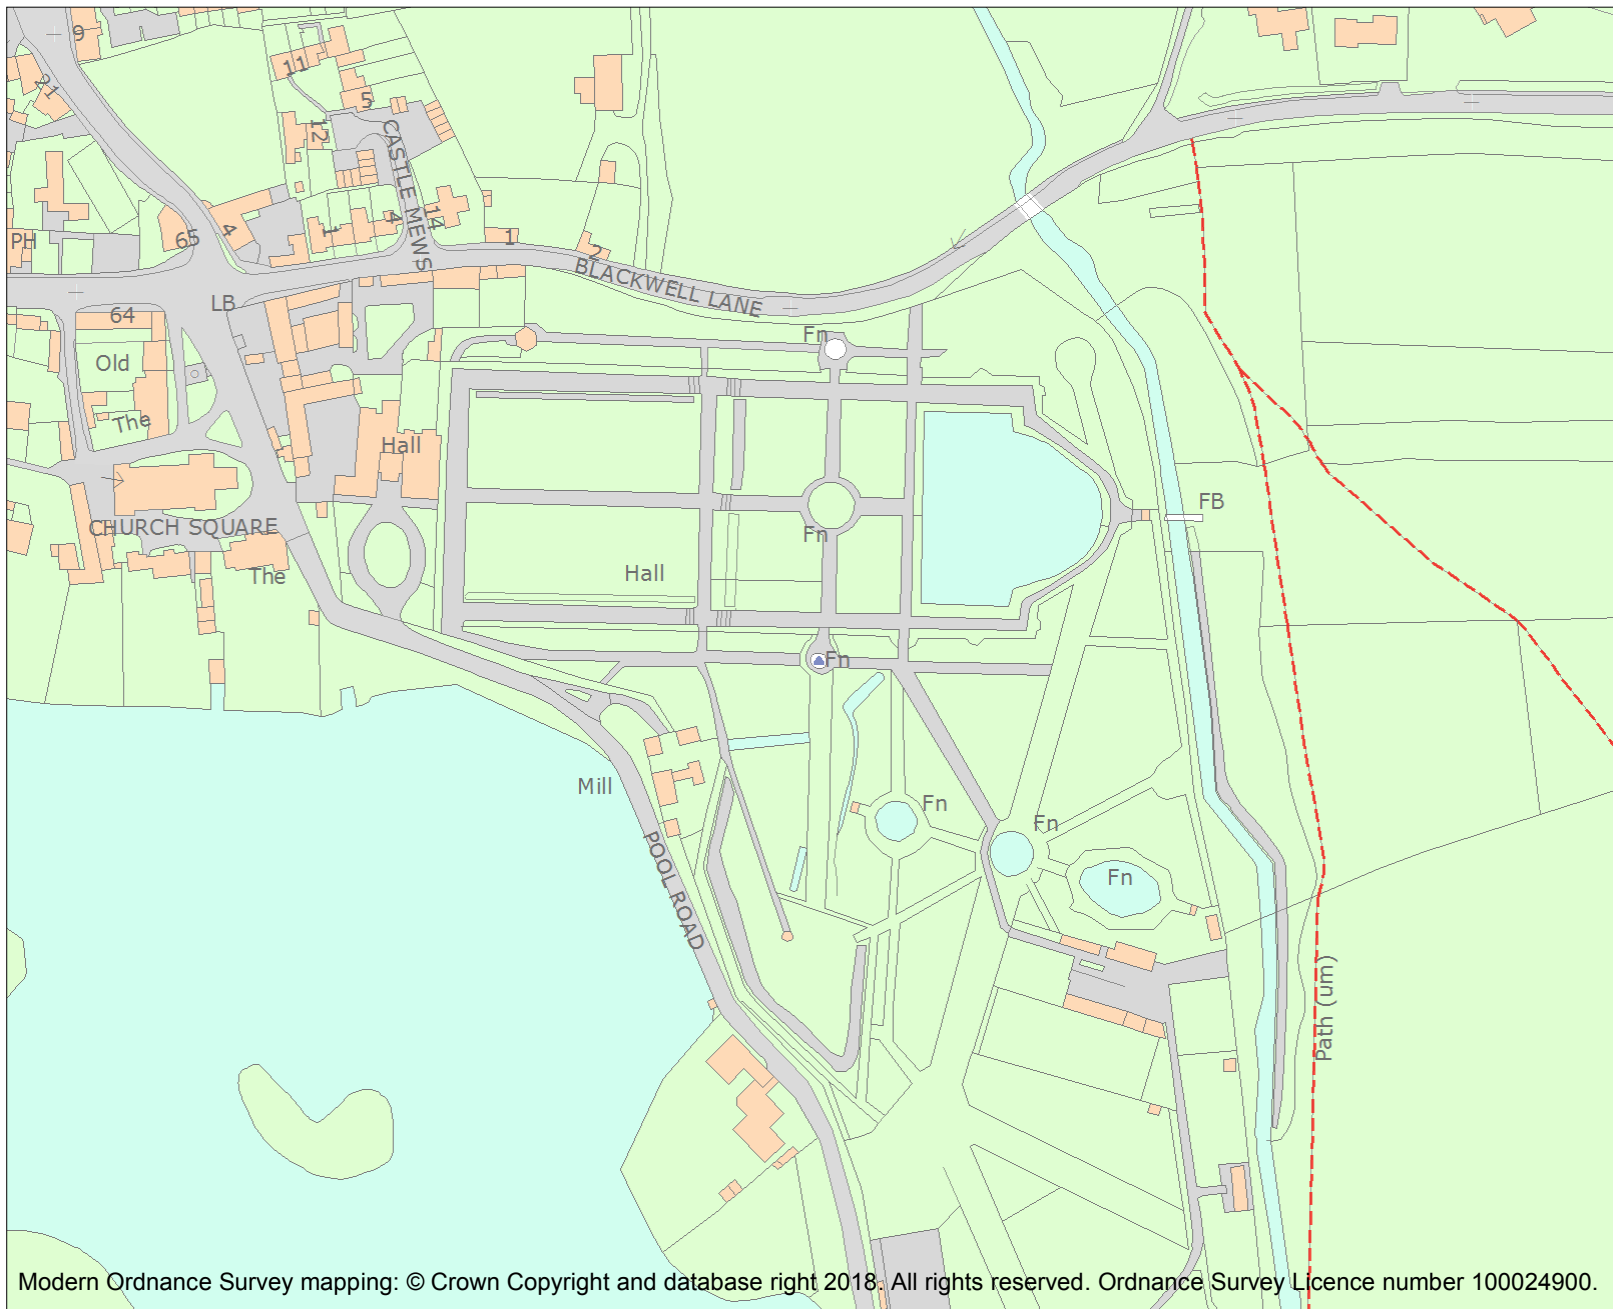 9
11
21
5
12
CASTLE MEWS
14
4
1
4
65
PH
1
2
BLACKWELL LANE
LB
64
Fn
Old
The
Hall
FB
CHURCH SQUARE
Fn
The
Hall
Fn
Mill
Fn
Fn
POOL ROAD
Fn
Path (um)
Modern Ordnance Survey mapping: © Crown Copyright and database right 2018. All rights reserved. Ordnance Survey Licence number 100024900.